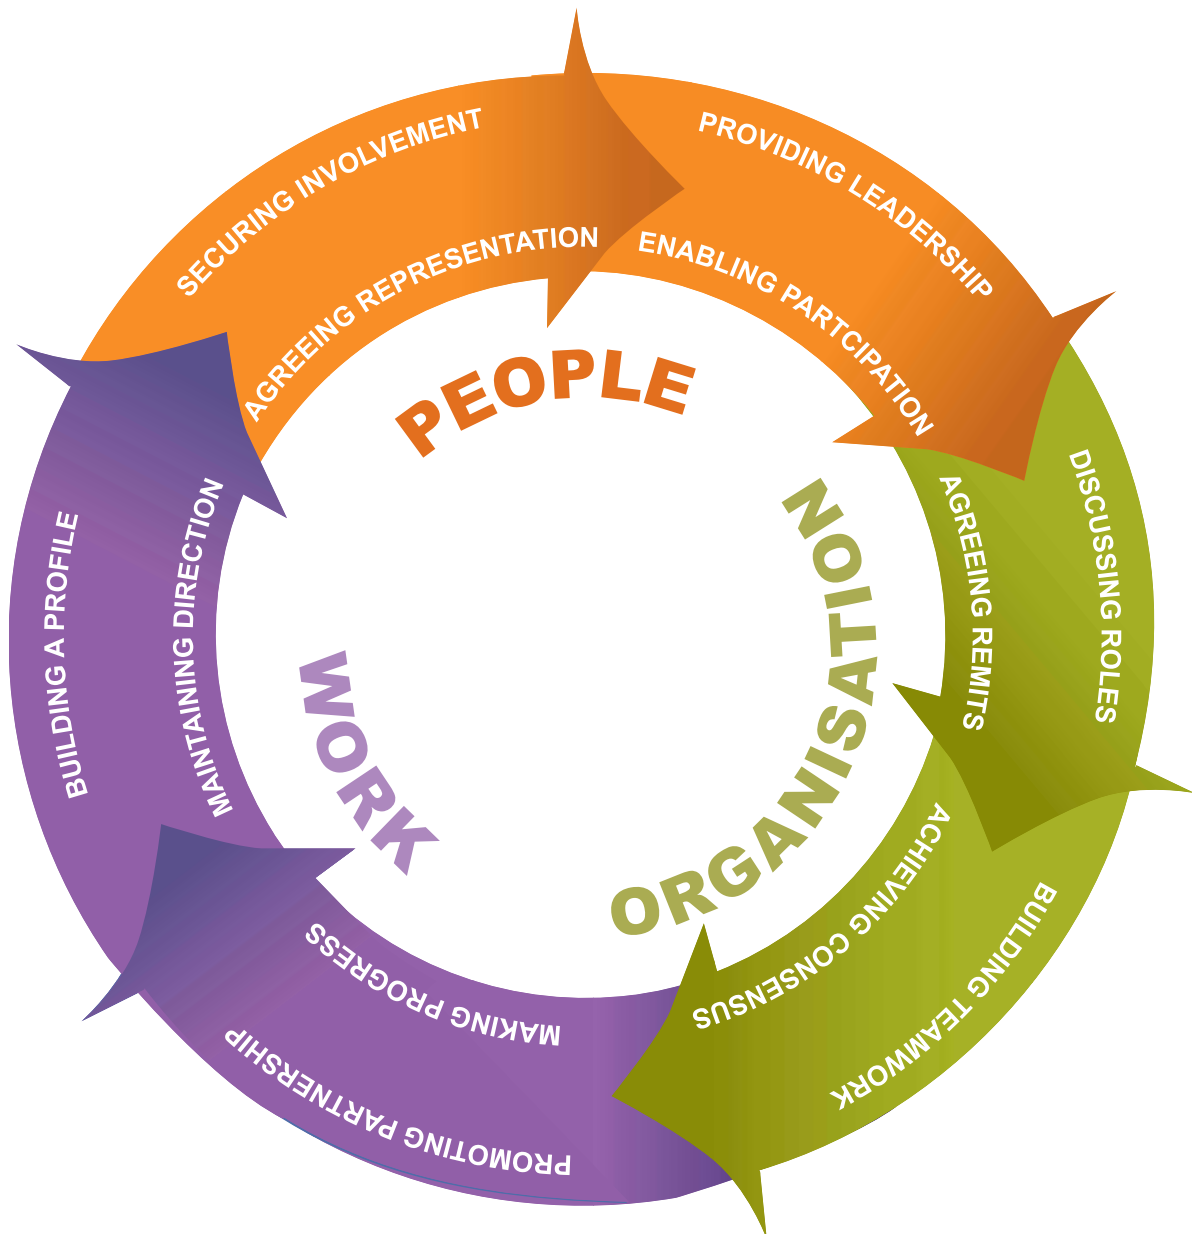 SECURING INVOLVEMENT
AGREEING REPRESENTATION
PROVIDING LEADERSHIP
ENABLING PARTCIPATION
PEOPLE
DISCUSSING ROLES
AGREEING REMITS
BUILDING TEAMWORK
ACHIEVING CONSENSUS
ORGANISATION
PROMOTING PARTNERSHIP
MAKING PROGRESS
BUILDING A PROFILE
MAINTAINING DIRECTION
WORK